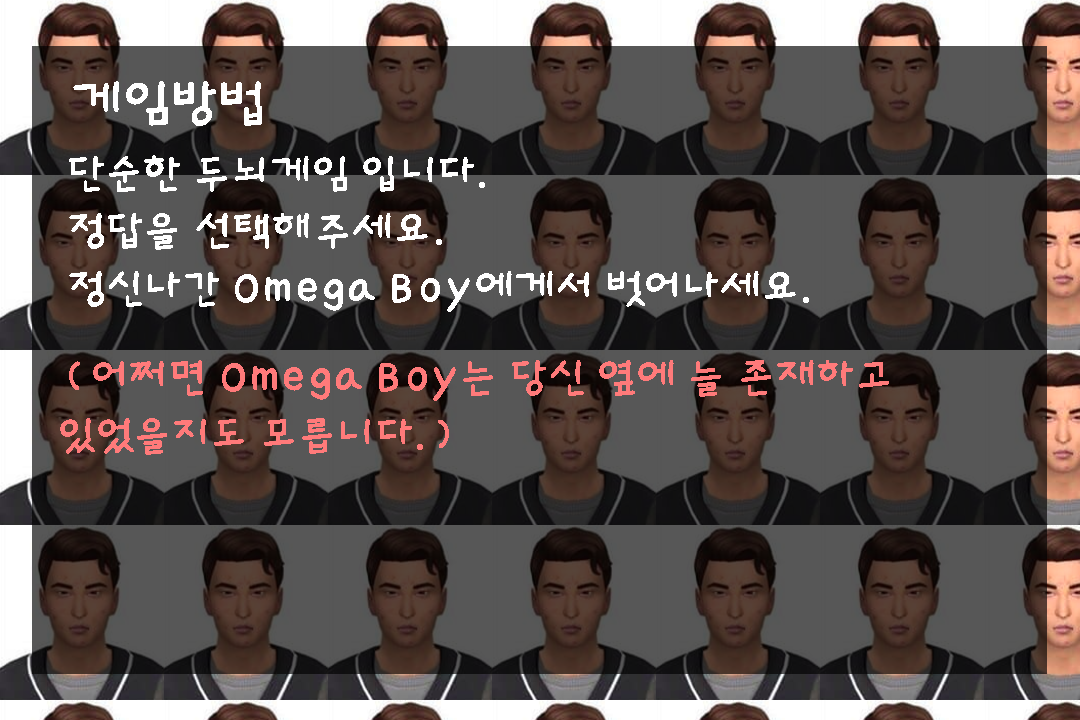 게임방법
단순한 두뇌게임 입니다.
정답을 선택해주세요.
정신나간 Omega Boy에게서 벗어나세요.
(어쩌면 Omega Boy는 당신 옆에 늘 존재하고
있었을지도 모릅니다.)